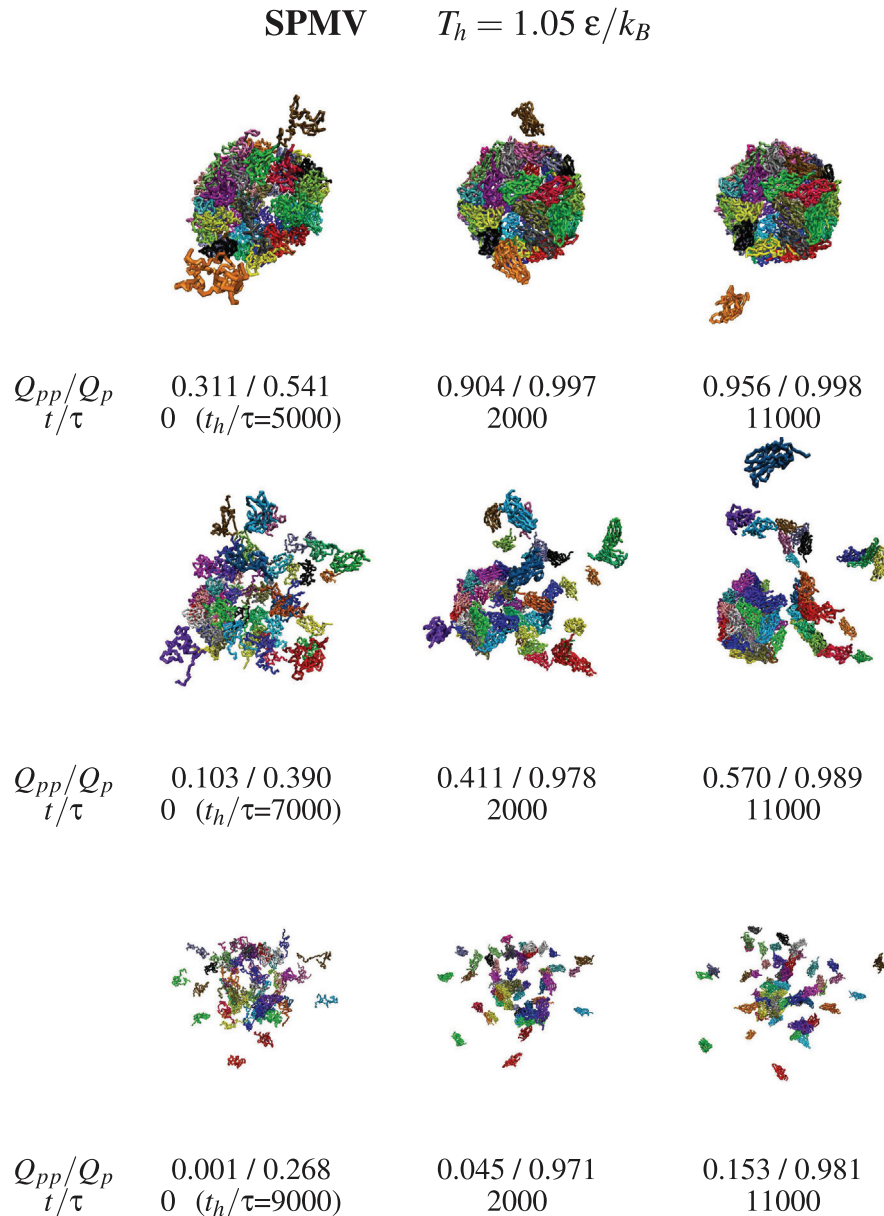 SPMV T_h = 1.05 ε/k_B
Q_pp/Q_p 0.311 / 0.541 0.904 / 0.997 0.956 / 0.998
t/τ 0 (t_h/τ=5000) 2000 11000
Q_pp/Q_p 0.103 / 0.390 0.411 / 0.978 0.570 / 0.989
t/τ 0 (t_h/τ=7000) 2000 11000
Q_pp/Q_p 0.001 / 0.268 0.045 / 0.971 0.153 / 0.981
t/τ 0 (t_h/τ=9000) 2000 11000